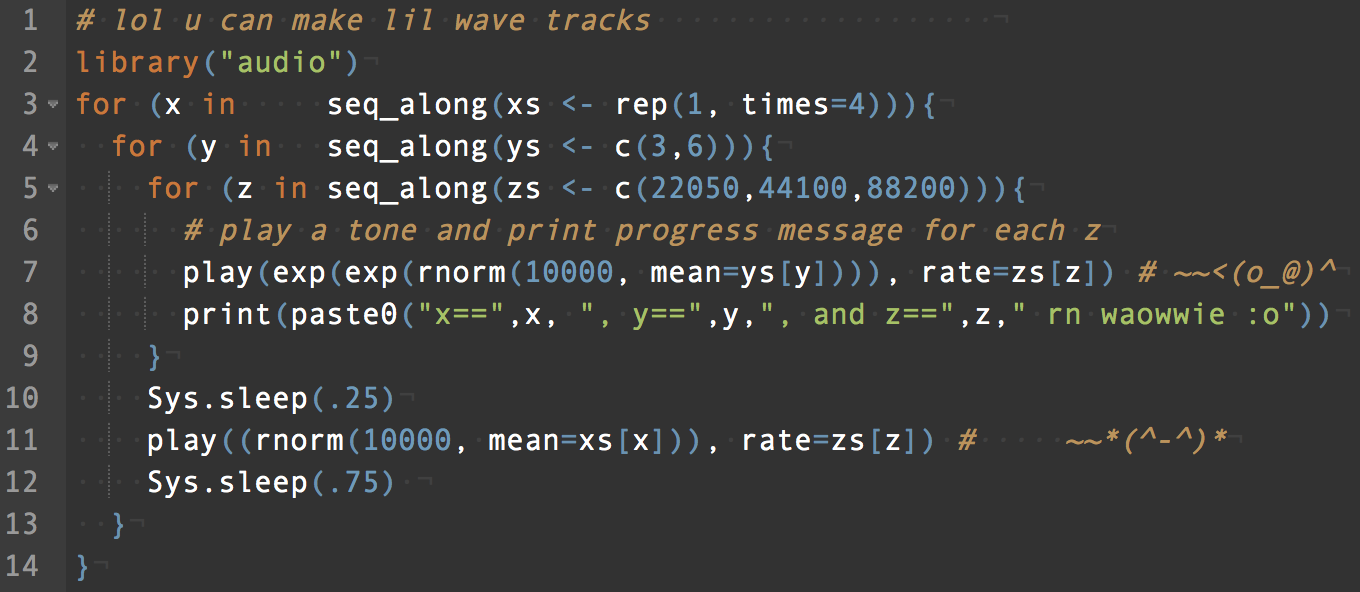 1 # lol u can make lil wave tracks
2 library("audio")
3 for (x in     seq_along(xs <- rep(1, times=4))){
4   for (y in   seq_along(ys <- c(3,6))){
5     for (z in seq_along(zs <- c(22050,44100,88200))){
6       # play a tone and print progress message for each z
7       play(exp(exp(rnorm(10000, mean=ys[y]))), rate=zs[z]) # ~~<(o_@)^
8       print(paste0("x==",x, ", y==",y,", and z==",z," rn waowwie :o"))
9     }
10     Sys.sleep(.25)
11     play((rnorm(10000, mean=xs[x])), rate=zs[z]) #     ~~*(^-^)*
12     Sys.sleep(.75)
13   }
14 }